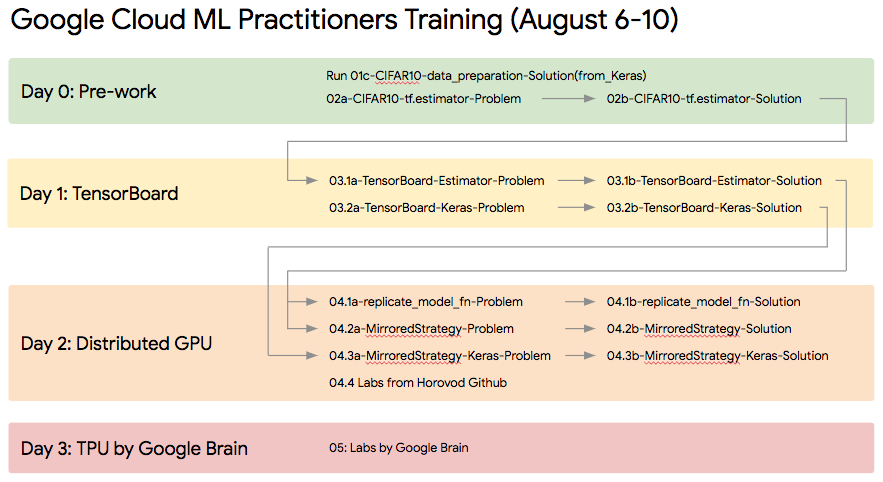 Google Cloud ML Practitioners Training (August 6-10)
Day 0: Pre-work
Run 01c-CIFAR10-data_preparation-Solution(from_Keras)
02a-CIFAR10-tf.estimator-Problem
02b-CIFAR10-tf.estimator-Solution
Day 1: TensorBoard
03.1a-TensorBoard-Estimator-Problem
03.1b-TensorBoard-Estimator-Solution
03.2a-TensorBoard-Keras-Problem
03.2b-TensorBoard-Keras-Solution
Day 2: Distributed GPU
04.1a-replicate_model_fn-Problem
04.1b-replicate_model_fn-Solution
04.2a-MirroredStrategy-Problem
04.2b-MirroredStrategy-Solution
04.3a-MirroredStrategy-Keras-Problem
04.3b-MirroredStrategy-Keras-Solution
04.4 Labs from Horovod Github
Day 3: TPU by Google Brain
05: Labs by Google Brain